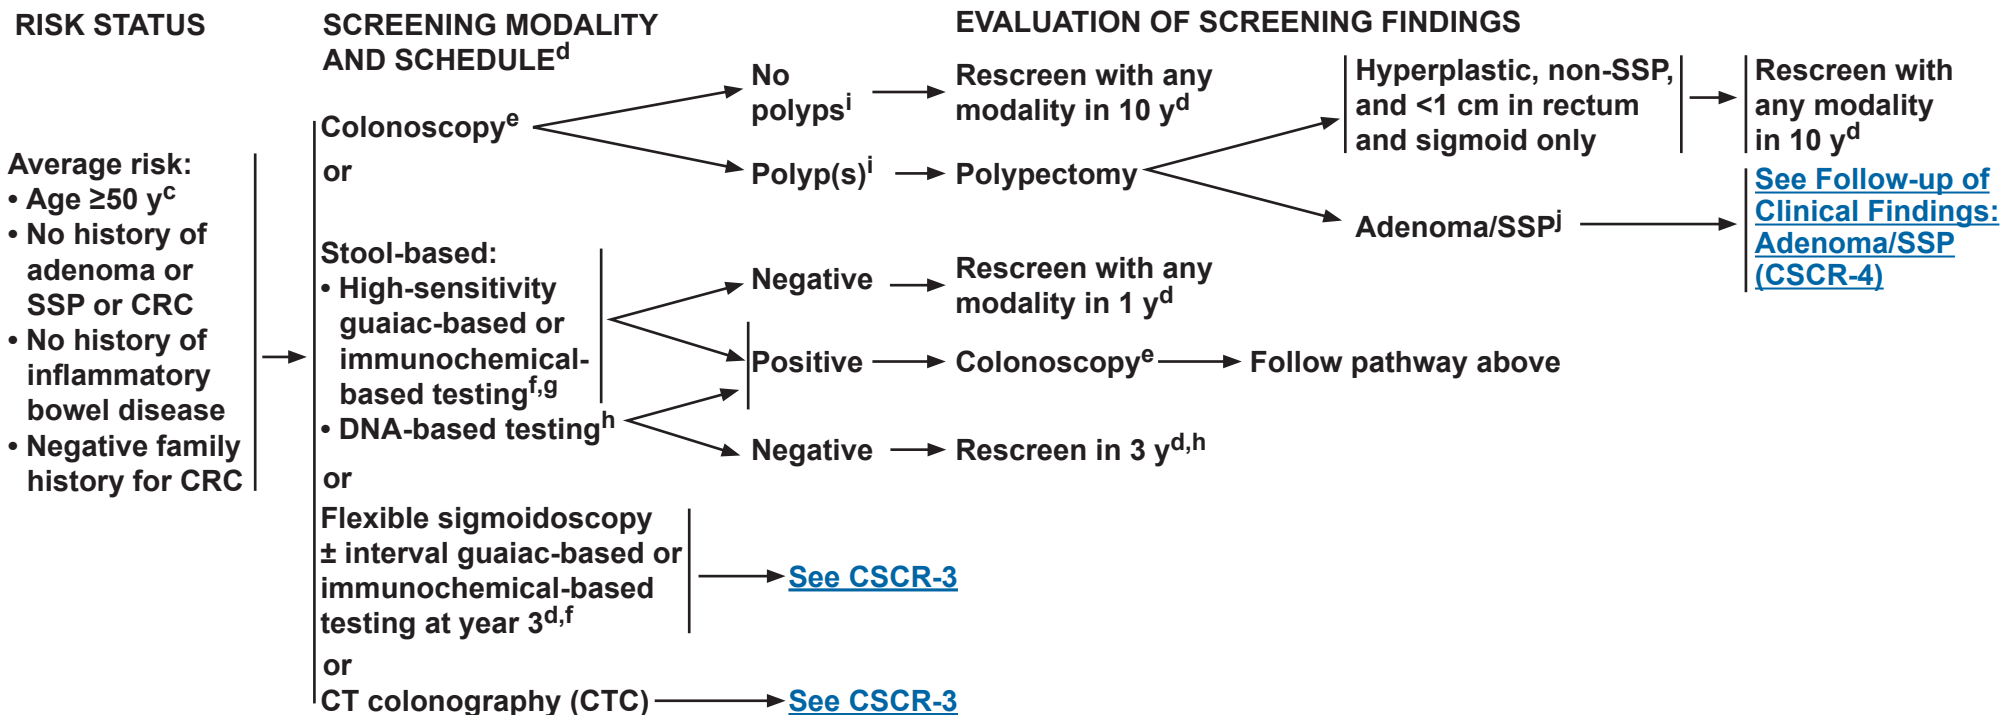 RISK STATUS
SCREENING MODALITY
AND SCHEDULEd
EVALUATION OF SCREENING FINDINGS
Average risk:
• Age ≥50 yc
• No history of
adenoma or
SSP or CRC
• No history of
inflammatory
bowel disease
• Negative family
history for CRC
Colonoscopye
or
Stool-based:
• High-sensitivity
guaiac-based or
immunochemical-
based testingf,g
• DNA-based testingh
or
Flexible sigmoidoscopy
± interval guaiac-based or
immunochemical-based
testing at year 3d,f
or
CT colonography (CTC)
No
polypsi
Rescreen with any
modality in 10 yd
Polyp(s)i
Polypectomy
Hyperplastic, non-SSP,
and <1 cm in rectum
and sigmoid only
Rescreen with
any modality
in 10 yd
Adenoma/SSPj
See Follow-up of
Clinical Findings:
Adenoma/SSP
(CSCR-4)
Negative
Rescreen with any
modality in 1 yd
Positive
Colonoscopye
Follow pathway above
Negative
Rescreen in 3 yd,h
See CSCR-3
See CSCR-3